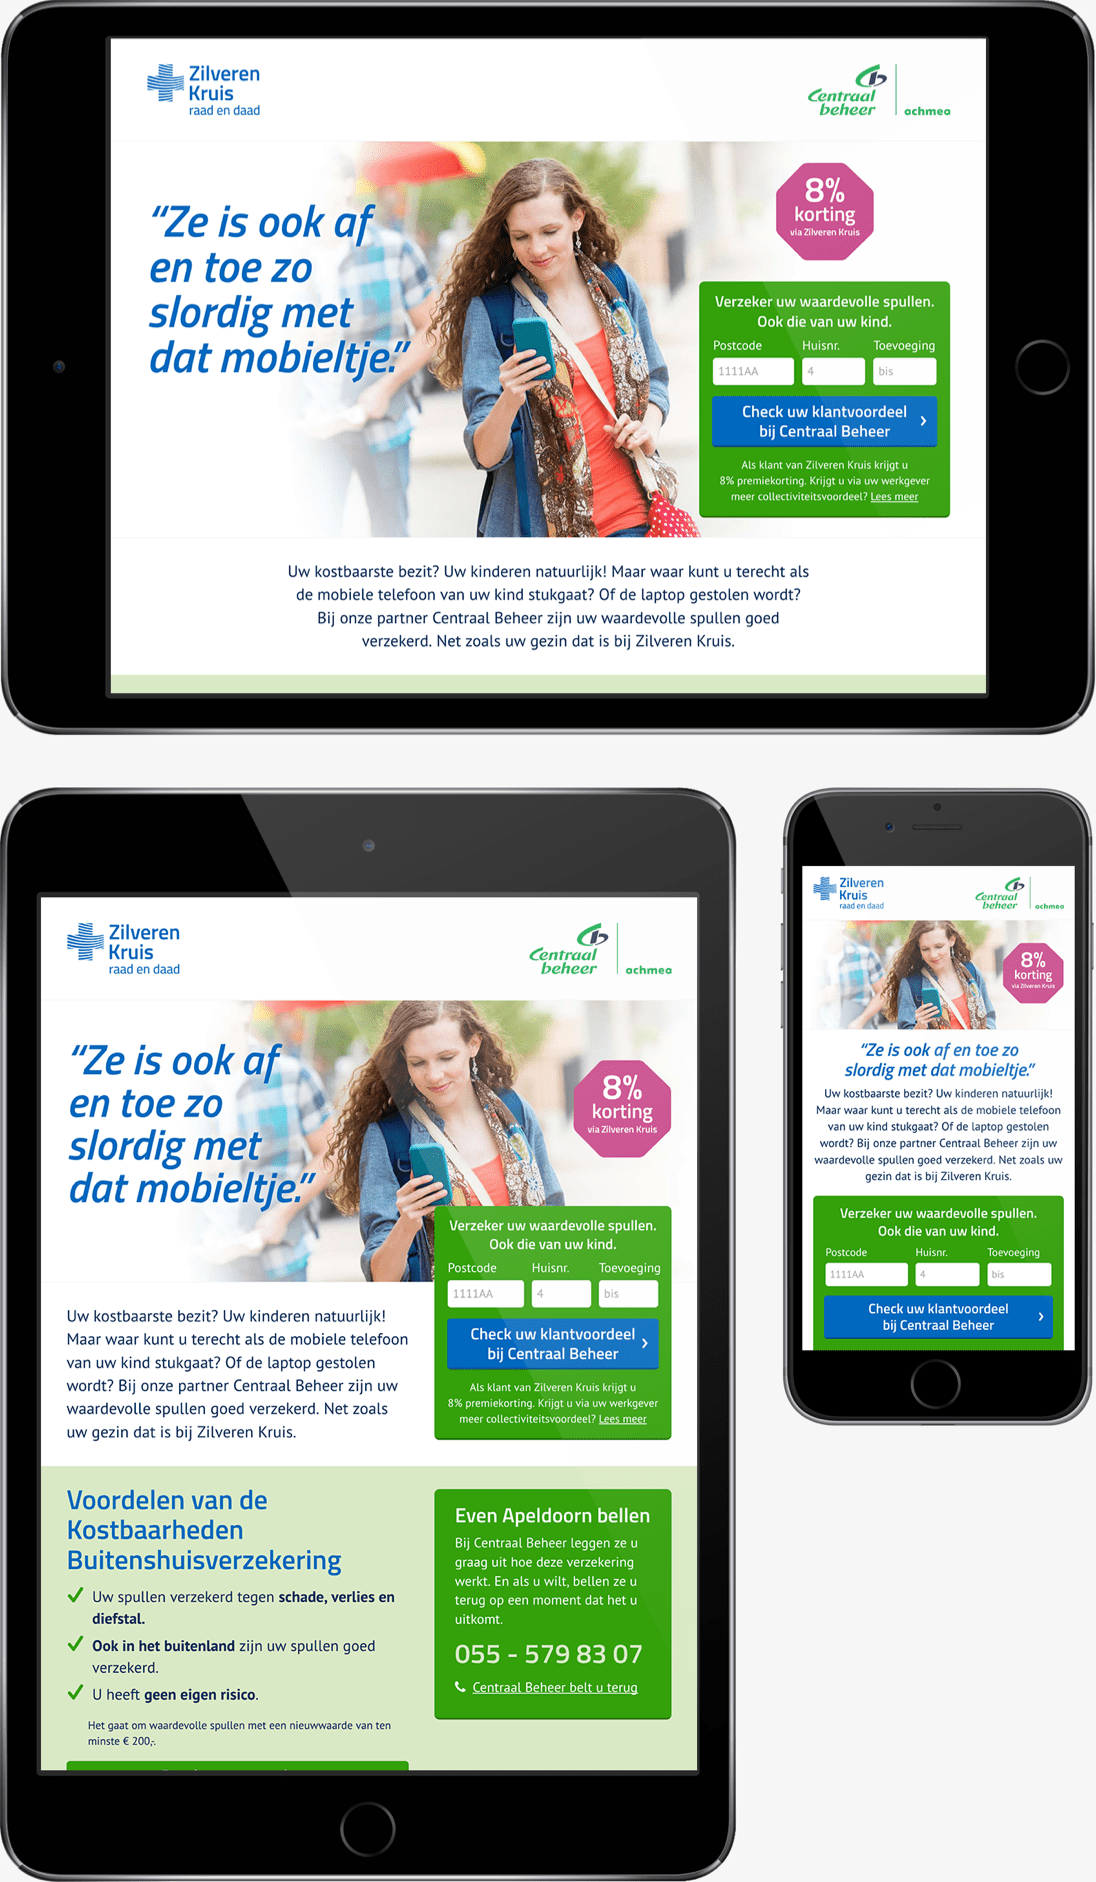 Zilveren
Kruis
raad en daad
Centraal
beheer
achmea
“Ze is ook af
en toe zo
slordig met
dat mobieltje.”
8%
korting
via Zilveren Kruis
Verzeker uw waardevolle spullen.
Ook die van uw kind.
Postcode Huisnr. Toevoeging
1111AA 4 bis
Check uw klantvoordeel
bij Centraal Beheer
Als klant van Zilveren Kruis krijgt u
8% premiekorting. Krijgt u via uw werkgever
meer collectiviteitsvoordeel? Lees meer
Uw kostbaarste bezit? Uw kinderen natuurlijk! Maar waar kunt u terecht als
de mobiele telefoon van uw kind stukgaat? Of de laptop gestolen wordt?
Bij onze partner Centraal Beheer zijn uw waardevolle spullen goed
verzekerd. Net zoals uw gezin dat is bij Zilveren Kruis.
Zilveren
Kruis
raad en daad
Centraal
beheer
achmea
“Ze is ook af
en toe zo
slordig met
dat mobieltje.”
8%
korting
via Zilveren Kruis
Verzeker uw waardevolle spullen.
Ook die van uw kind.
Postcode Huisnr. Toevoeging
1111AA 4 bis
Check uw klantvoordeel
bij Centraal Beheer
Als klant van Zilveren Kruis krijgt u
8% premiekorting. Krijgt u via uw werkgever
meer collectiviteitsvoordeel? Lees meer
Uw kostbaarste bezit? Uw kinderen natuurlijk!
Maar waar kunt u terecht als de mobiele telefoon
van uw kind stukgaat? Of de laptop gestolen
wordt? Bij onze partner Centraal Beheer zijn uw
waardevolle spullen goed verzekerd. Net zoals
uw gezin dat is bij Zilveren Kruis.
Voordelen van de
Kostbaarheden
Buitenshuisverzekering
Uw spullen verzekerd tegen schade, verlies en
diefstal.
Ook in het buitenland zijn uw spullen goed
verzekerd.
U heeft geen eigen risico.
Het gaat om waardevolle spullen met een nieuwwaarde van ten
minste € 200,-.
Even Apeldoorn bellen
Bij Centraal Beheer leggen ze u
graag uit hoe deze verzekering
werkt. En als u wilt, bellen ze u
terug op een moment dat het u
uitkomt.
055 - 579 83 07
Centraal Beheer belt u terug
Zilveren
Kruis
raad en daad
Centraal
beheer
achmea
8%
korting
via Zilveren Kruis
“Ze is ook af en toe zo
slordig met dat mobieltje.”
Uw kostbaarste bezit? Uw kinderen natuurlijk!
Maar waar kunt u terecht als de mobiele telefoon
van uw kind stukgaat? Of de laptop gestolen
wordt? Bij onze partner Centraal Beheer zijn uw
waardevolle spullen goed verzekerd. Net zoals uw
gezin dat is bij Zilveren Kruis.
Verzeker uw waardevolle spullen.
Ook die van uw kind.
Postcode Huisnr. Toevoeging
1111AA 4 bis
Check uw klantvoordeel
bij Centraal Beheer